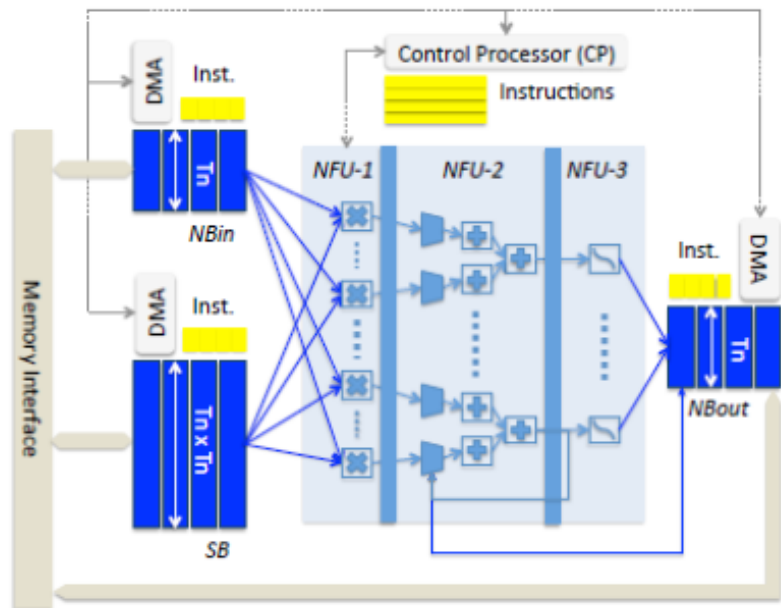 Control Processor (CP)
DMA
Inst.
Instructions
Tn
NBin
NFU-1
NFU-2
NFU-3
DMA
Inst.
Tn x Tn
SB
Memory Interface
Inst.
DMA
Tn
NBout